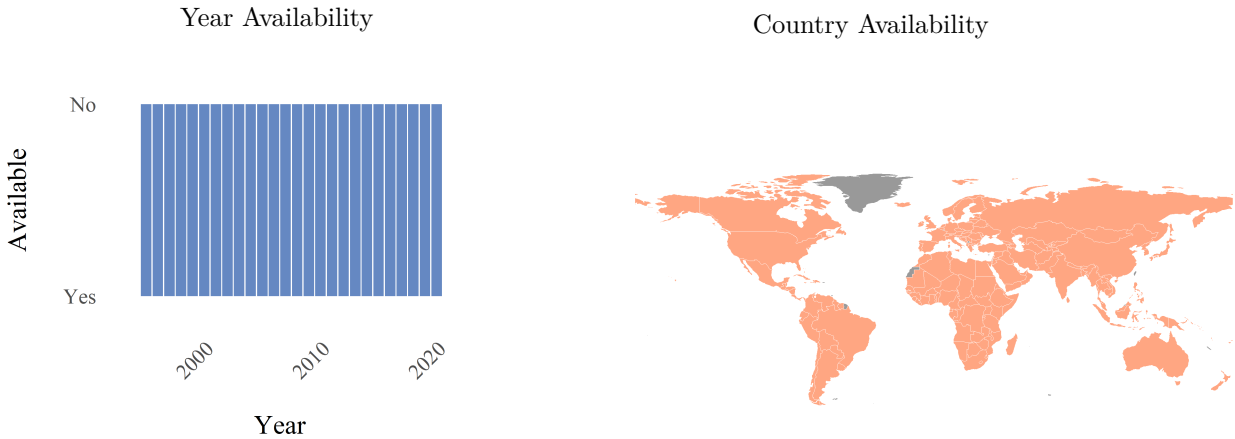 Year Availability
No
Available
Yes
2000
2010
2020
Year
Country Availability